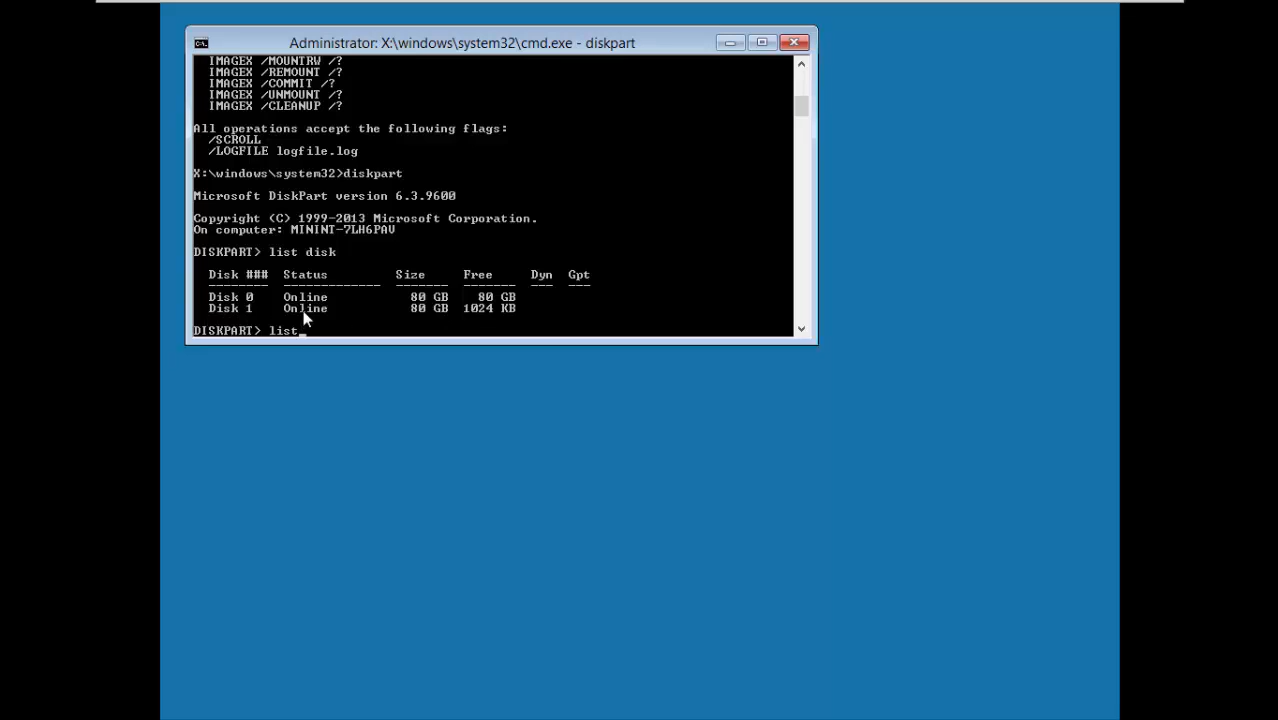 Administrator: X:\windows\system32\cmd.exe - diskpart
IMAGEX /MOUNTRW /?
IMAGEX /REMOUNT /?
IMAGEX /COMMIT /?
IMAGEX /UNMOUNT /?
IMAGEX /CLEANUP /?
All operations accept the following flags:
/SCROLL
/LOGFILE logfile.log
X:\windows\system32>diskpart
Microsoft DiskPart version 6.3.9600
Copyright (C) 1999-2013 Microsoft Corporation.
On computer: MININT-7LH6PAV
DISKPART> list disk
Disk ### Status Size Free Dyn Gpt
-------- ------------- ------- ------- --- ---
Disk 0 Online 80 GB 80 GB
Disk 1 Online 80 GB 1024 KB
DISKPART> list_